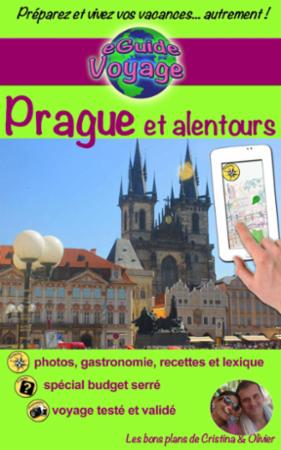 Préparez et vivez vos vacances... autrement !
eGuide
Voyage
Prague et alentours
photos, gastronomie, recettes et lexique
spécial budget serré
voyage testé et validé
Les bons plans de Cristina & Olivier